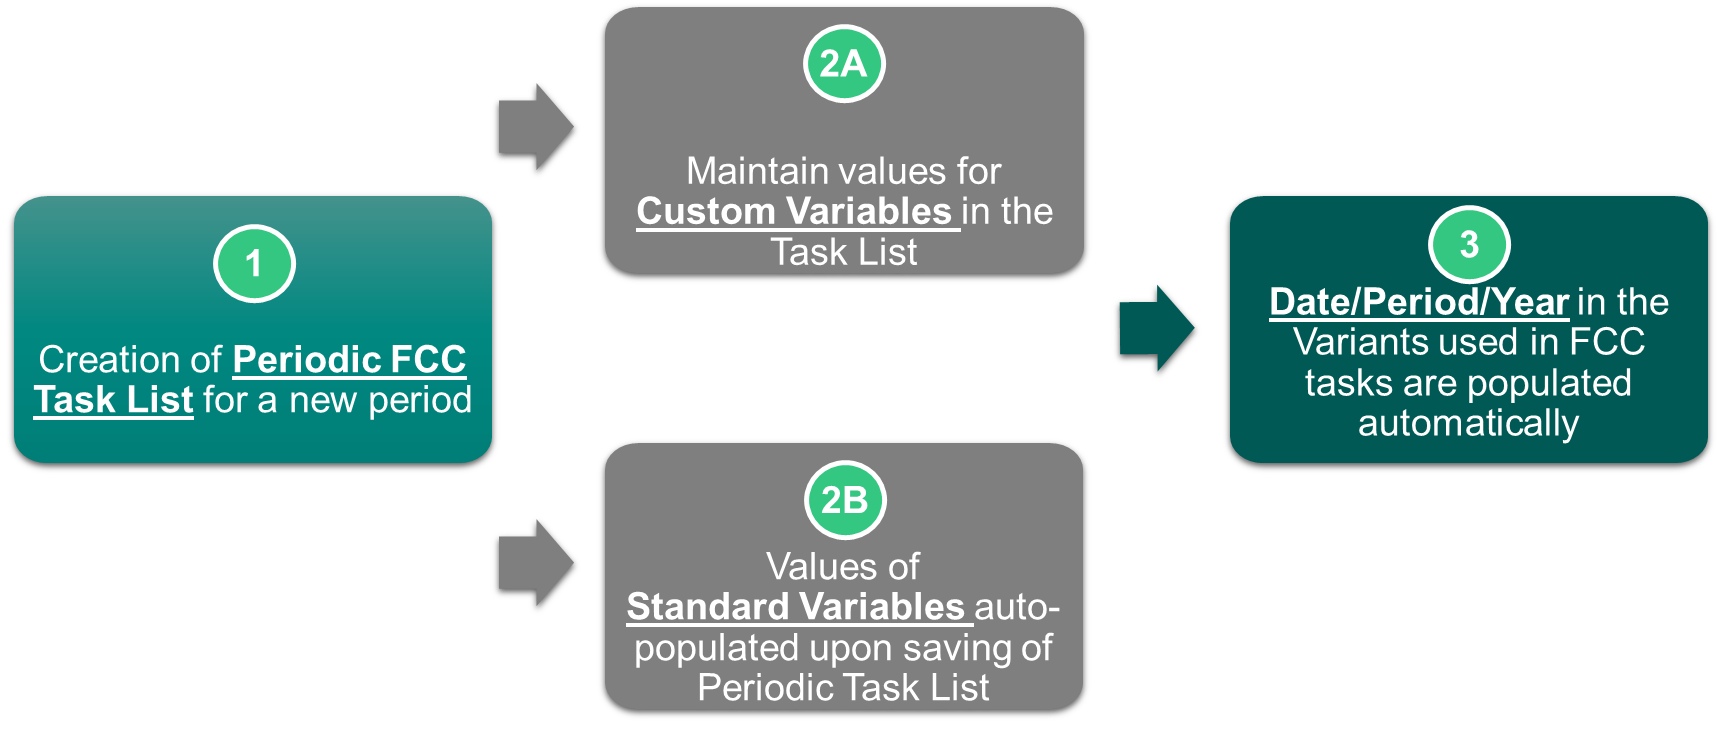 1
Creation of Periodic FCC
Task List for a new period
2A
Maintain values for
Custom Variables in the
Task List
2B
Values of
Standard Variables auto-
populated upon saving of
Periodic Task List
3
Date/Period/Year in the
Variants used in FCC
tasks are populated
automatically